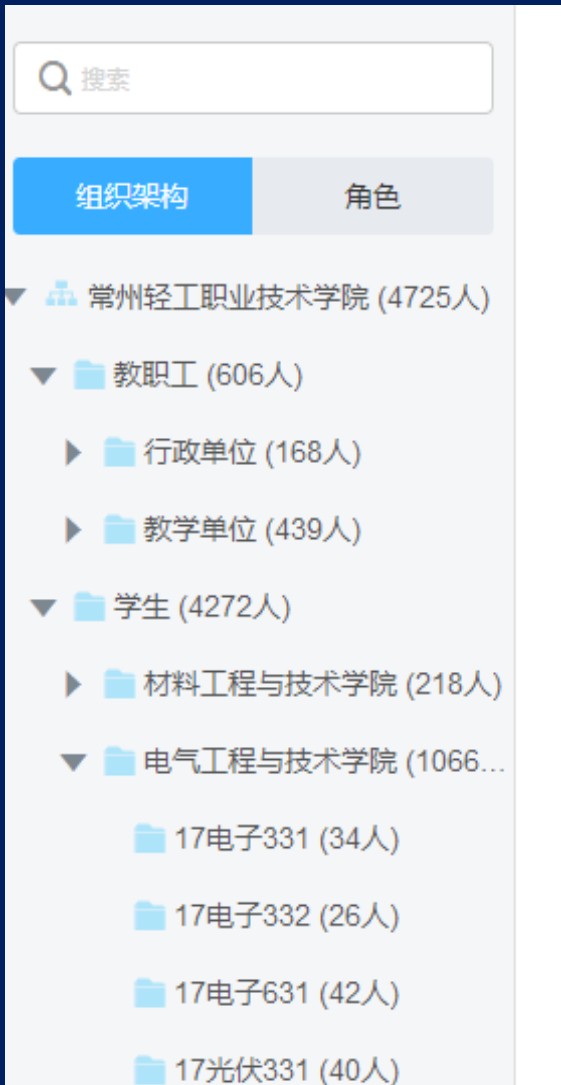 搜索
组织架构 角色
常州轻工职业技术学院 (4725人)
教职工 (606人)
行政单位 (168人)
教学单位 (439人)
学生 (4272人)
材料工程与技术学院 (218人)
电气工程与技术学院 (1066...
17电子331 (34人)
17电子332 (26人)
17电子631 (42人)
17光伏331 (40人)